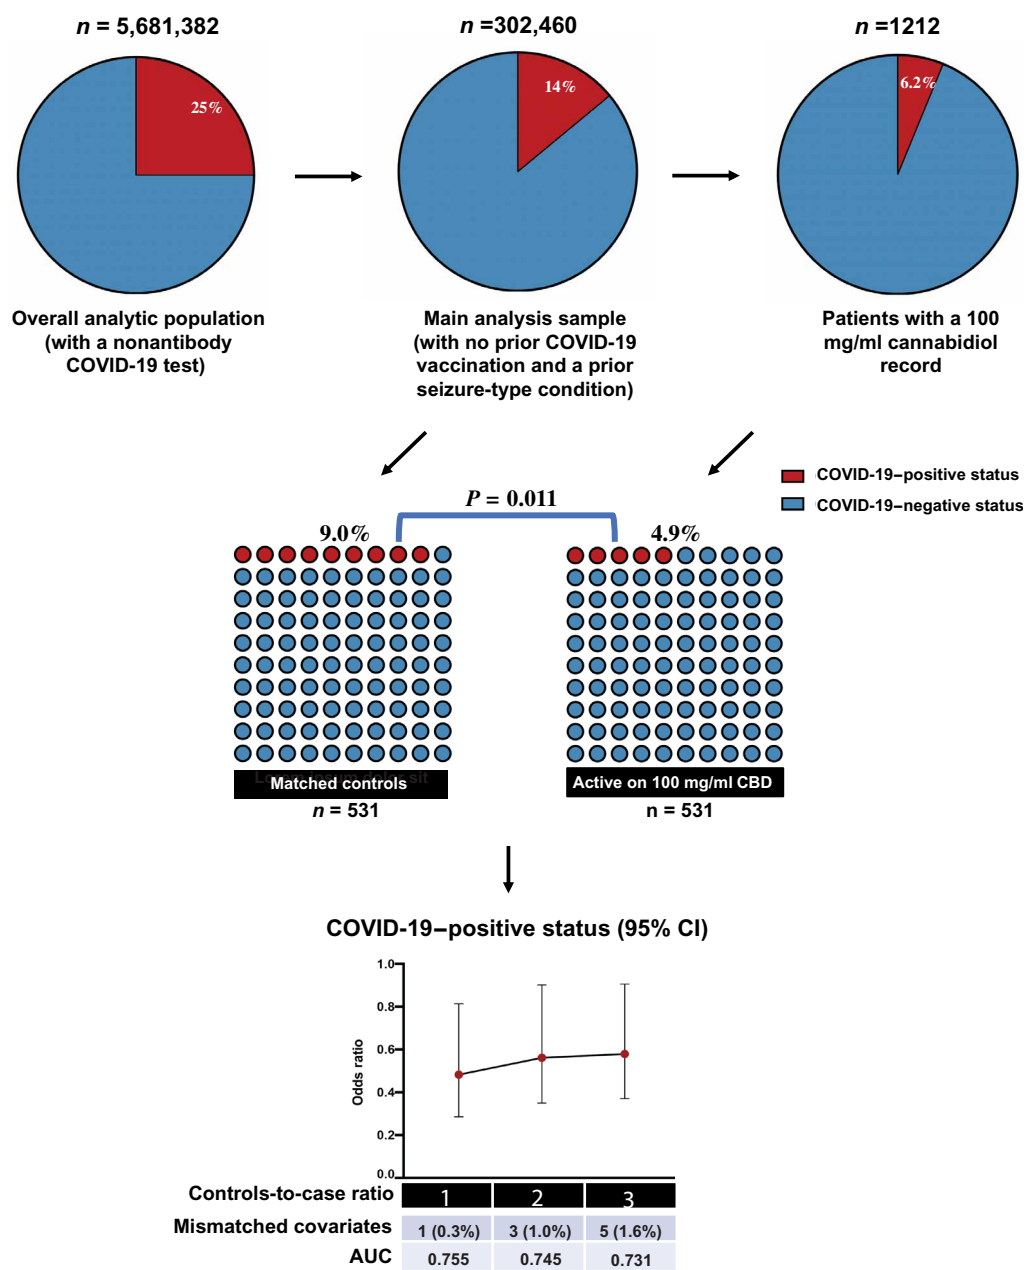 n = 5,681,382
n =302,460
n =1212
25%
14%
6.2%
Overall analytic population
(with a nonantibody
COVID-19 test)
Main analysis sample
(with no prior COVID-19
vaccination and a prior
seizure-type condition)
Patients with a 100
mg/ml cannabidiol
record
COVID-19–positive status
COVID-19–negative status
P = 0.011
9.0%
4.9%
Lorem ipsum dolor sit
Matched controls
n = 531
Active on 100 mg/ml CBD
n = 531
COVID-19–positive status (95% CI)
Odds ratio
1.0
0.8
0.6
0.4
0.2
0.0
Controls-to-case ratio 1 2 3
Mismatched covariates 1 (0.3%) 3 (1.0%) 5 (1.6%)
AUC 0.755 0.745 0.731